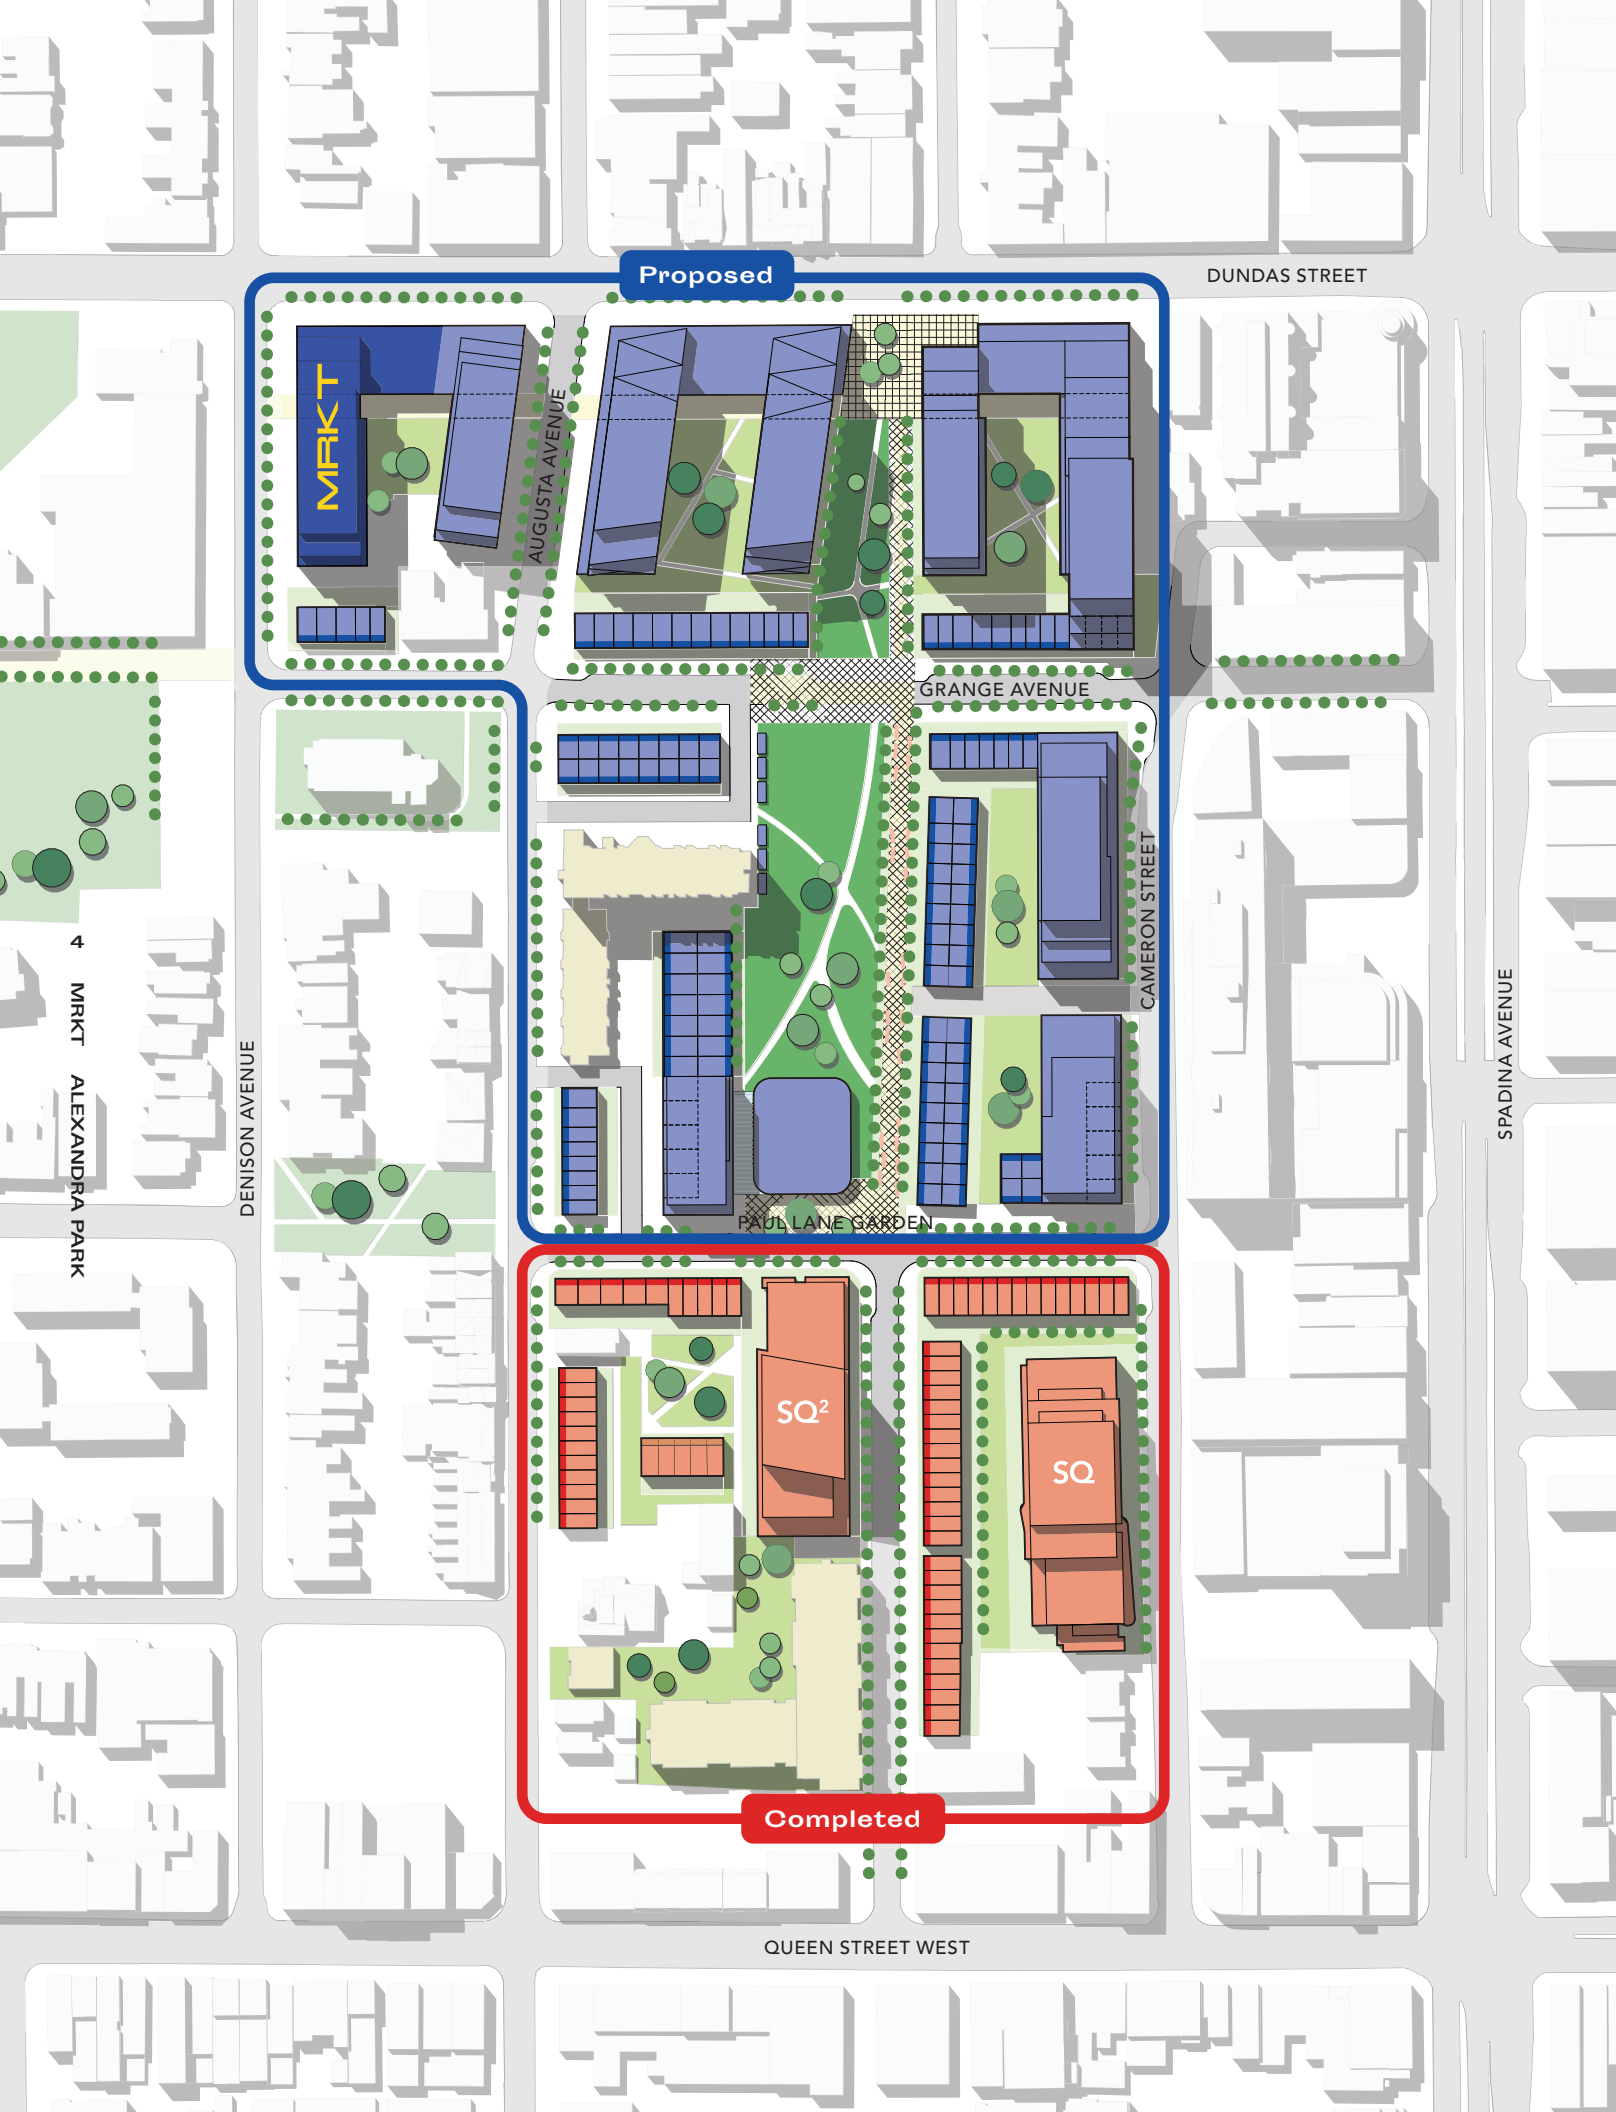 Proposed
DUNDAS STREET
MRKT
AUGUSTA AVENUE
GRANGE AVENUE
CAMERON STREET
4 MRKT ALEXANDRA PARK
DENISON AVENUE
SPADINA AVENUE
PAUL LANE GARDEN
SQ²
SQ
Completed
QUEEN STREET WEST